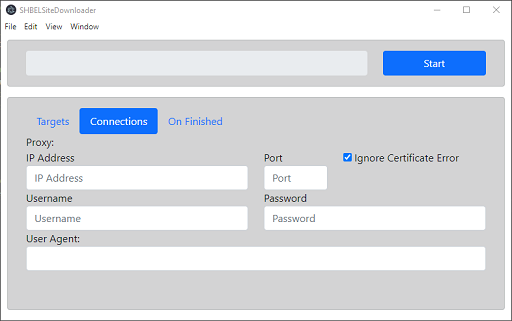 SHBELSiteDownloader
File Edit View Window
Start
Targets Connections On Finished
Proxy:
IP Address Port Ignore Certificate Error
IP Address Port
Username Password
Username Password
User Agent: